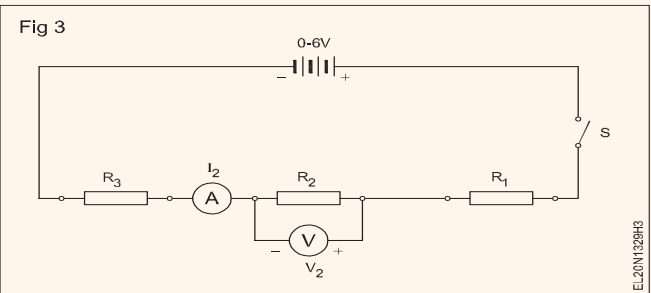 Fig 3
0-6V
− +
S
R3 I2 R2 R1
A
− V +
V2
EL20N1329H3